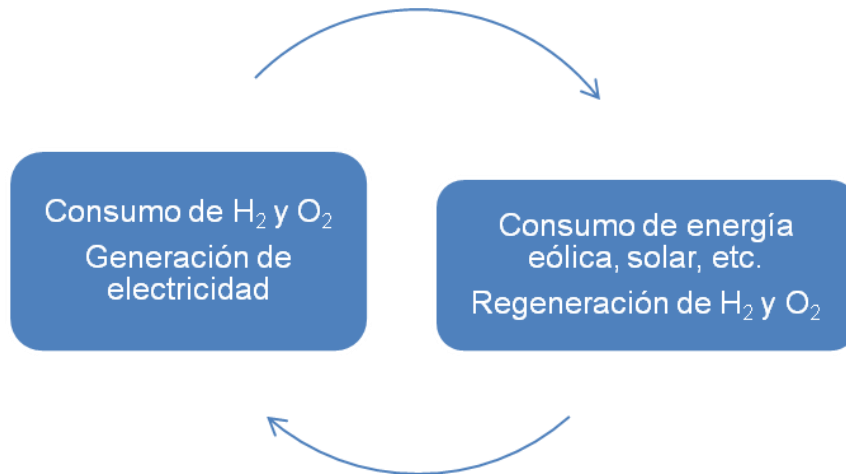 Consumo de H₂ y O₂
Generación de
electricidad
Consumo de energía
eólica, solar, etc.
Regeneración de H₂ y O₂